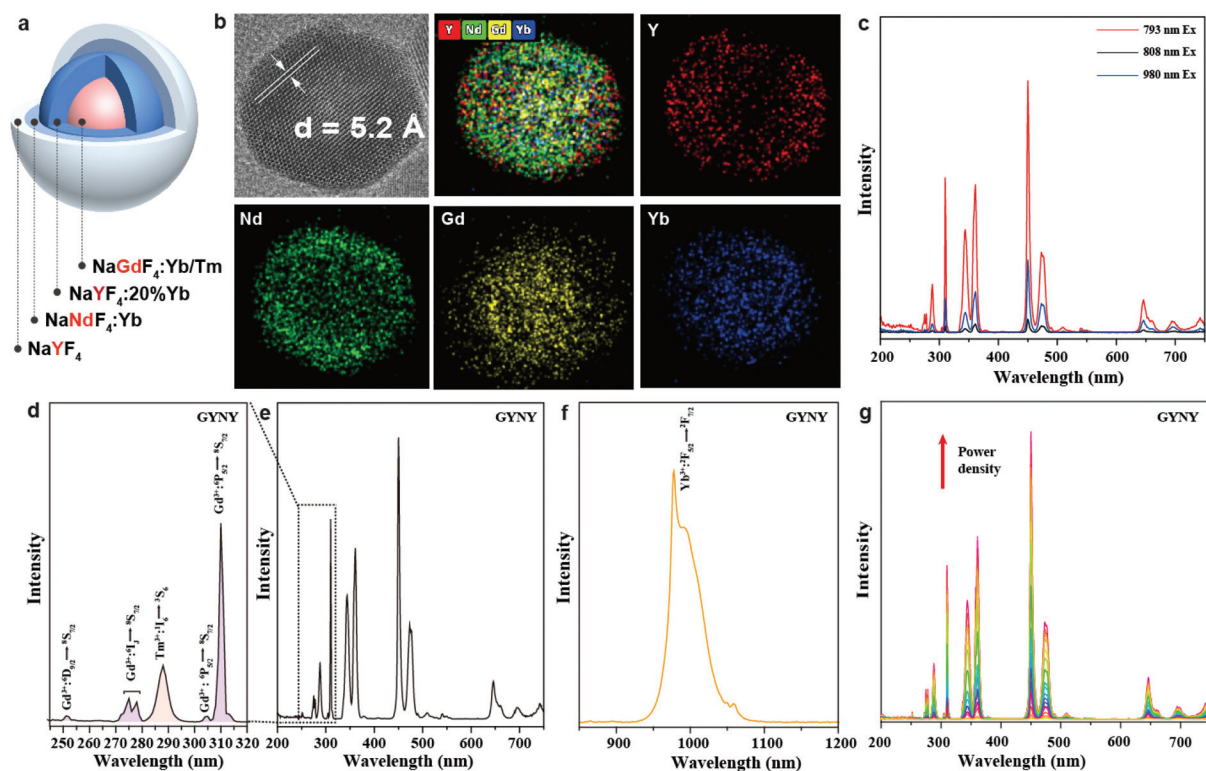 a
NaGdF4:Yb/Tm
NaYF4:20%Yb
NaNdF4:Yb
NaYF4
b
d = 5.2 Å
Y Nd Gd Yb
Y
Nd
Gd
Yb
c
793 nm Ex
808 nm Ex
980 nm Ex
Intensity
200 300 400 500 600 700
Wavelength (nm)
d
GYNY
Gd³⁺:⁶D₉/₂→⁸S₇/₂
Gd³⁺:⁶I_J→⁸S₇/₂
Tm³⁺:¹I₆→³S₆
Gd³⁺: ⁶P₅/₂→⁸S₇/₂
Gd³⁺:⁶P₅/₂→⁸S₇/₂
Intensity
250 260 270 280 290 300 310 320
Wavelength (nm)
e
GYNY
Intensity
200 300 400 500 600 700
Wavelength (nm)
f
GYNY
Yb³⁺:²F₅/₂→²F₇/₂
Intensity
900 1000 1100 1200
Wavelength (nm)
g
GYNY
Power
density
Intensity
200 300 400 500 600 700
Wavelength (nm)